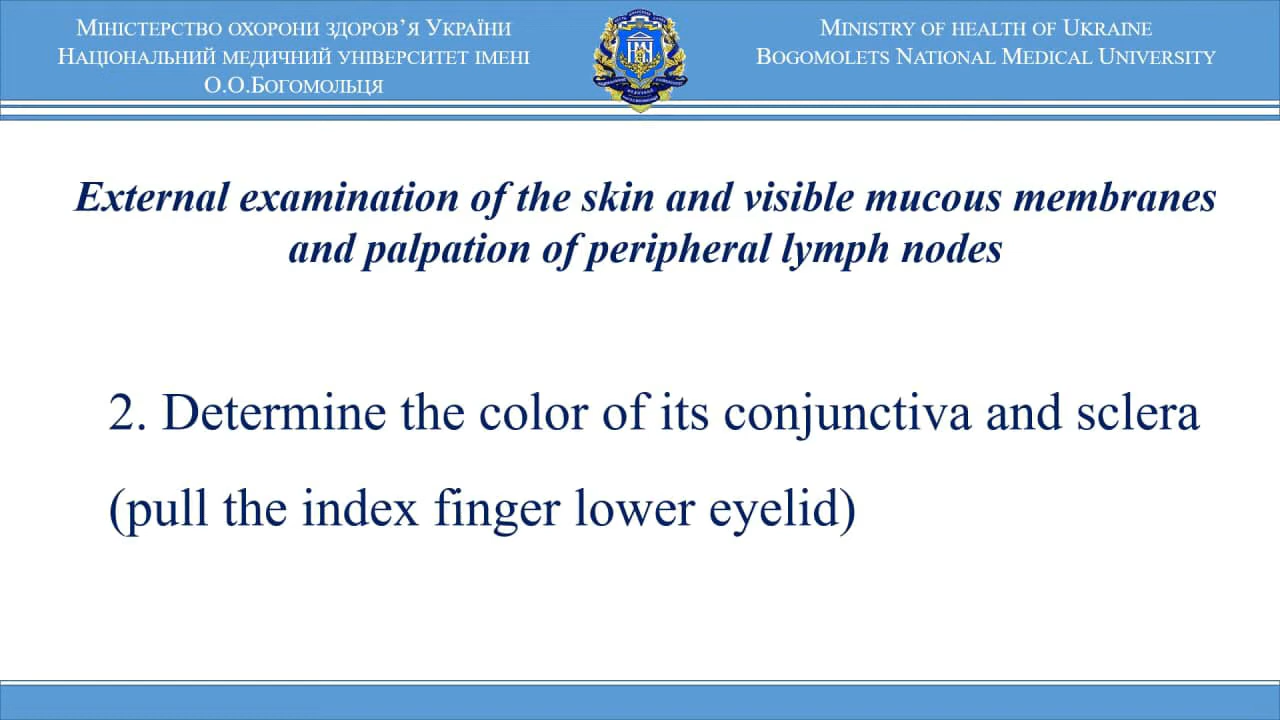 Міністерство охорони здоров’я України
Національний медичний університет імені
О.О.Богомольця
Ministry of health of Ukraine
Bogomolets National Medical University
External examination of the skin and visible mucous membranes
and palpation of peripheral lymph nodes
2. Determine the color of its conjunctiva and sclera
(pull the index finger lower eyelid)